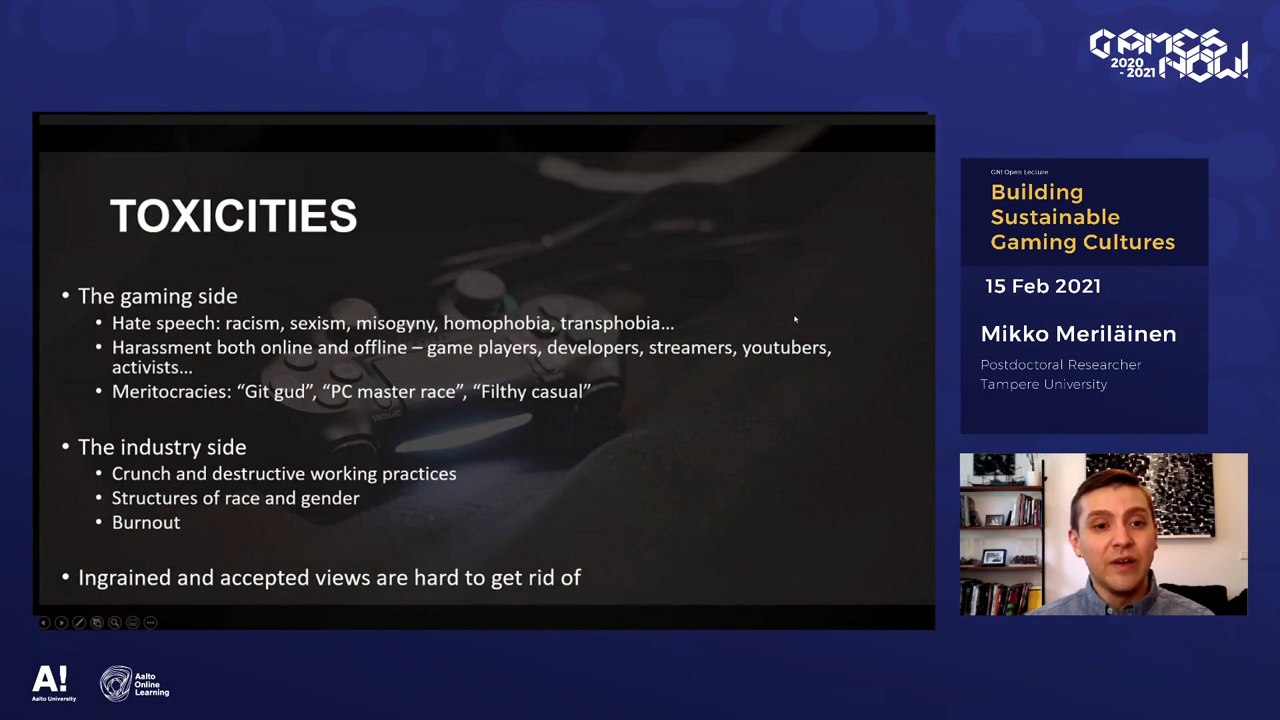 GAMES
2020
- 2021 NOW!
TOXICITIES
• The gaming side
• Hate speech: racism, sexism, misogyny, homophobia, transphobia...
• Harassment both online and offline – game players, developers, streamers, youtubers,
activists...
• Meritocracies: “Git gud”, “PC master race”, “Filthy casual”
• The industry side
• Crunch and destructive working practices
• Structures of race and gender
• Burnout
• Ingrained and accepted views are hard to get rid of
OPTIONS
GN! Open Lecture
Building
Sustainable
Gaming Cultures
15 Feb 2021
Mikko Meriläinen
Postdoctoral Researcher
Tampere University
A!
Aalto University
Aalto
Online
Learning